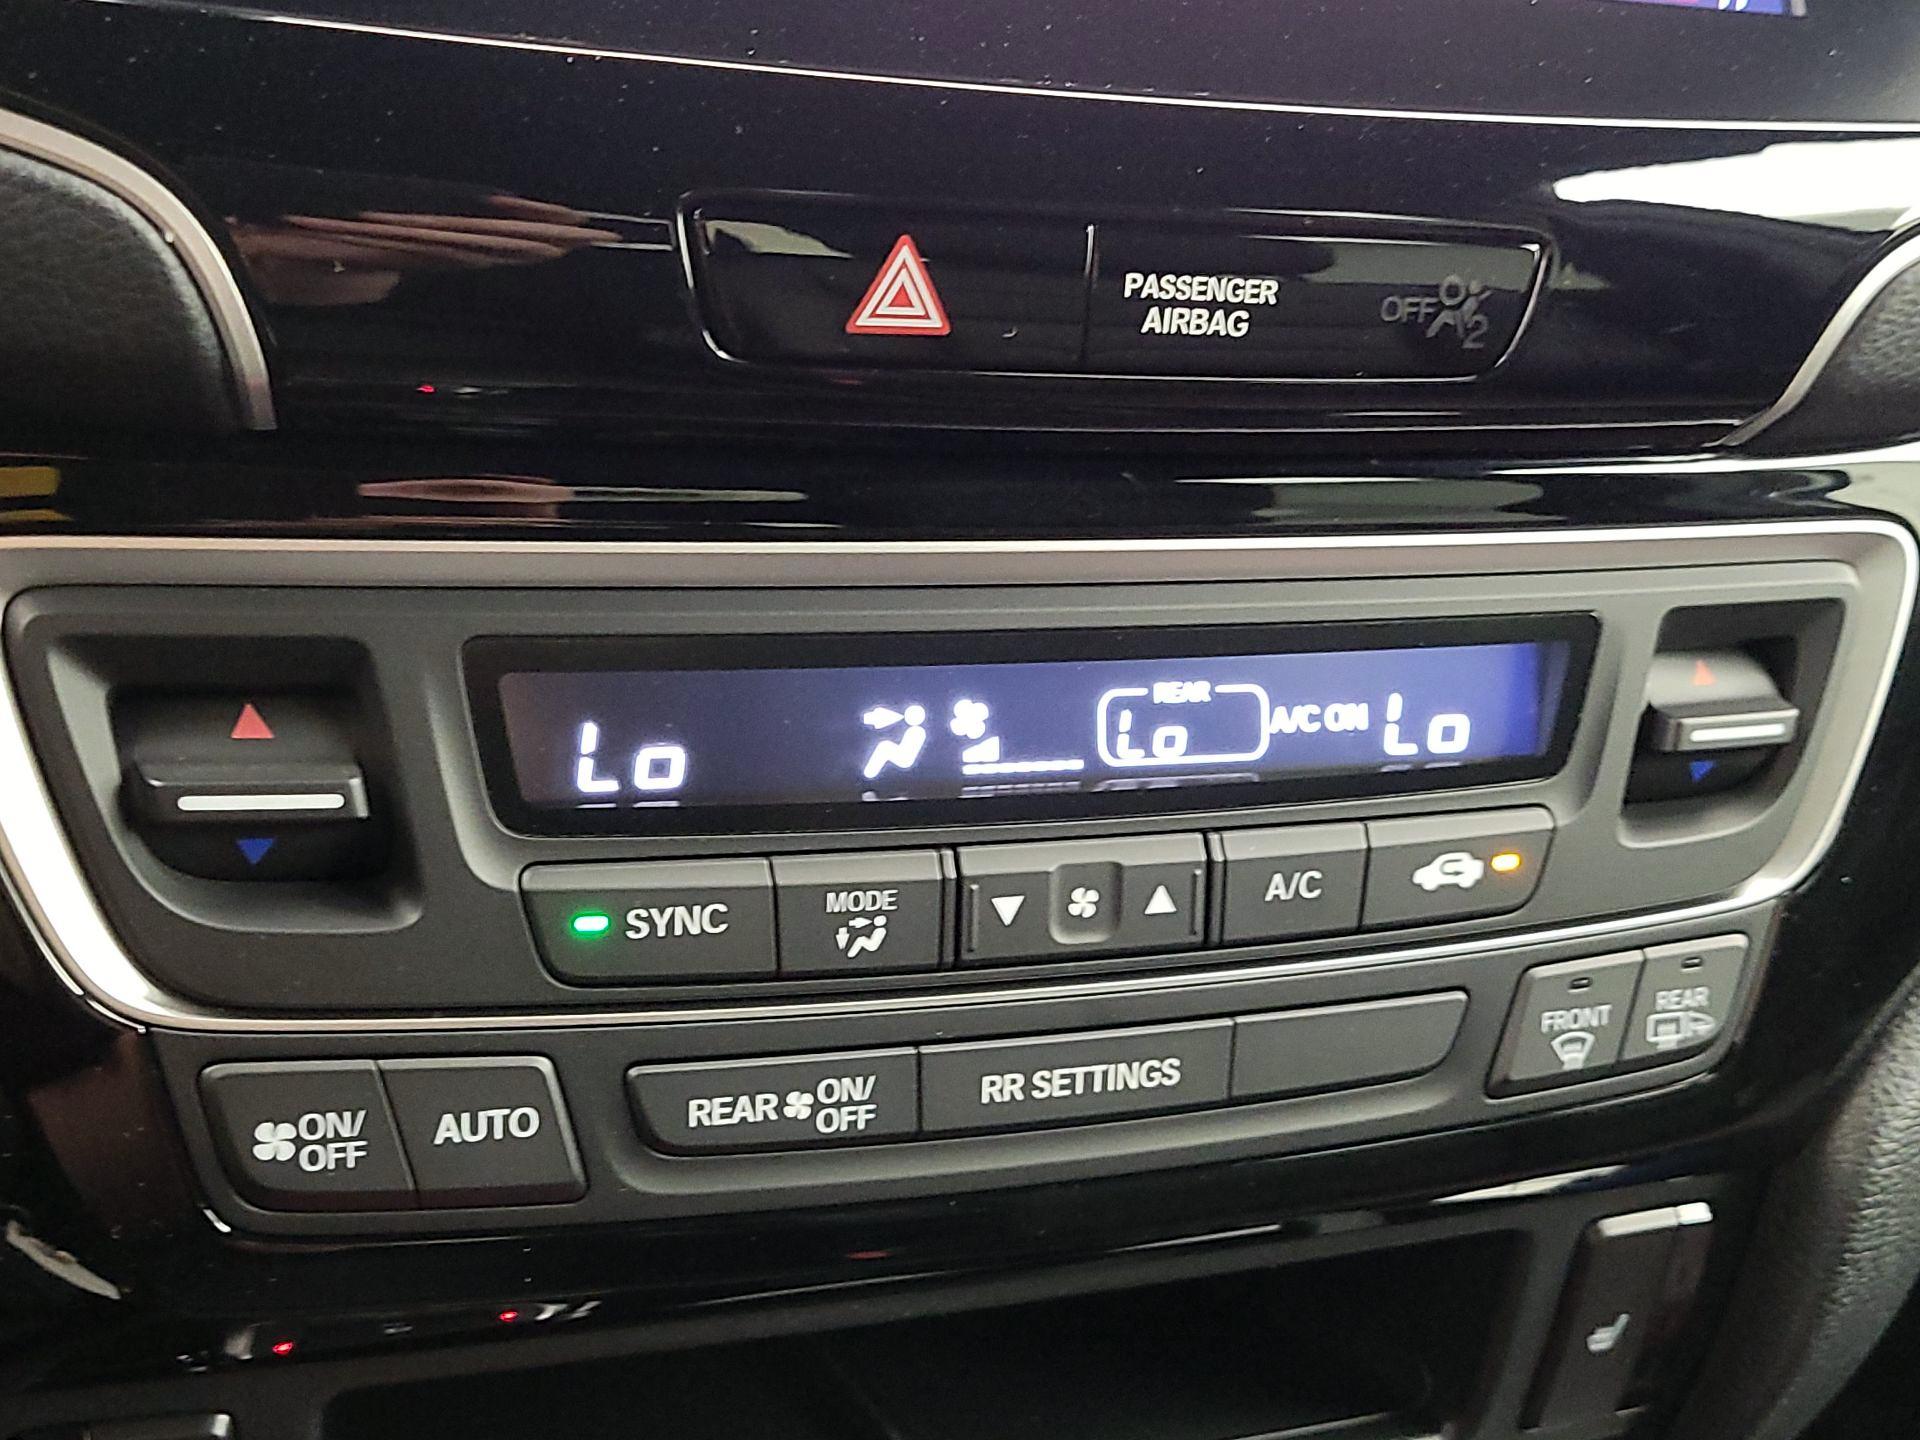 PASSENGER
AIRBAG
OFF
2
Lo
REAR
Lo
A/C ON
Lo
SYNC
MODE
A/C
ON/
OFF
AUTO
REAR
ON/
OFF
RR SETTINGS
FRONT
REAR